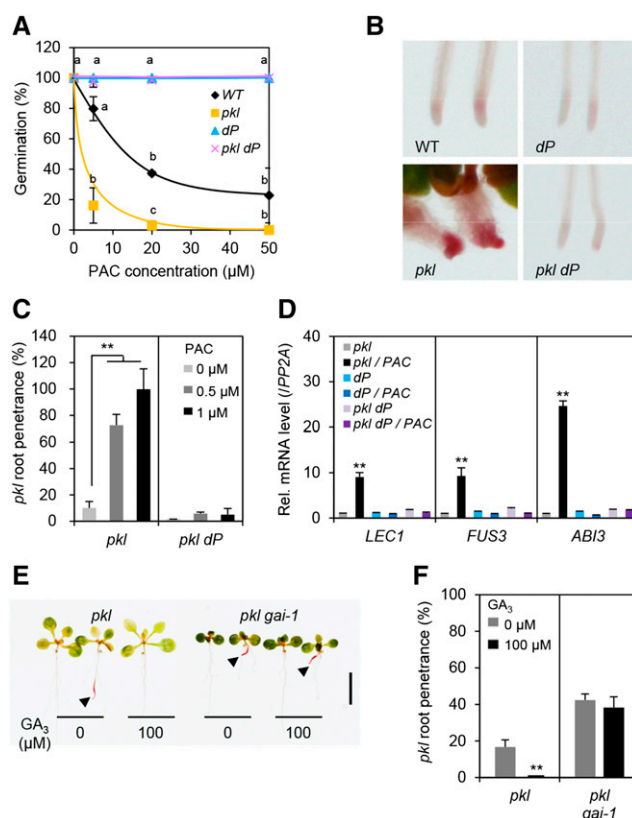 A
Germination (%)
120
100
80
60
40
20
0
a a a a
a
b
b
b
c
b
WT
pkl
dP
pkl dP
0 10 20 30 40 50
PAC concentration (µM)
B
WT
dP
pkl
pkl dP
C
pkl root penetrance (%)
140
120
100
80
60
40
20
0
**
PAC
0 µM
0.5 µM
1 µM
pkl
pkl dP
D
Rel. mRNA level (/PP2A)
40
30
20
10
0
pkl
pkl / PAC
dP
dP / PAC
pkl dP
pkl dP / PAC
**
**
**
LEC1 FUS3 ABI3
E
pkl
pkl gai-1
GA3 0 100 0 100
(µM)
F
pkl root penetrance (%)
100
80
60
40
20
0
GA3
0 µM
100 µM
**
pkl
pkl
gai-1